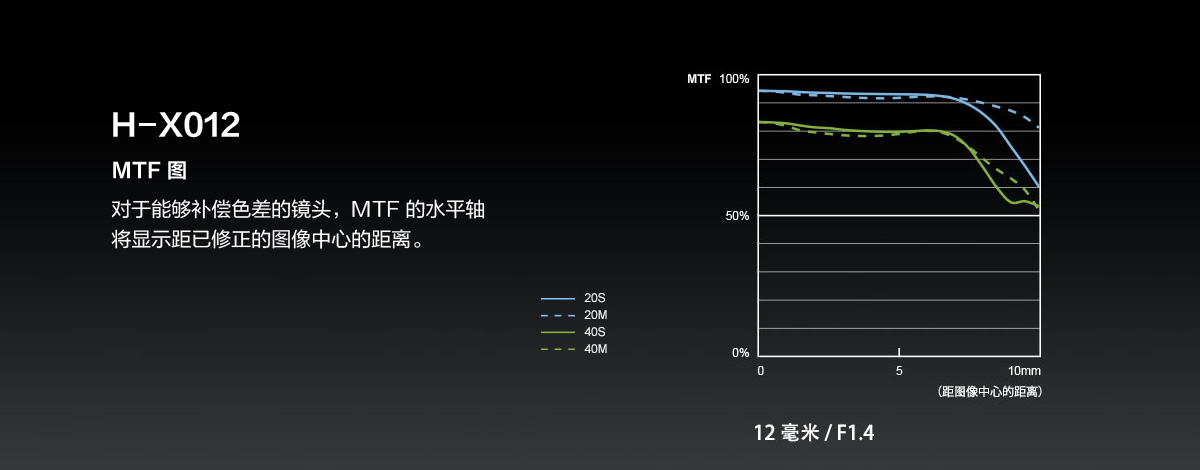 H-X012
MTF 图
对于能够补偿色差的镜头，MTF 的水平轴
将显示距已修正的图像中心的距离。
20S
20M
40S
40M
MTF 100%
50%
0%
0 5 10mm
（距图像中心的距离）
12 毫米 / F1.4